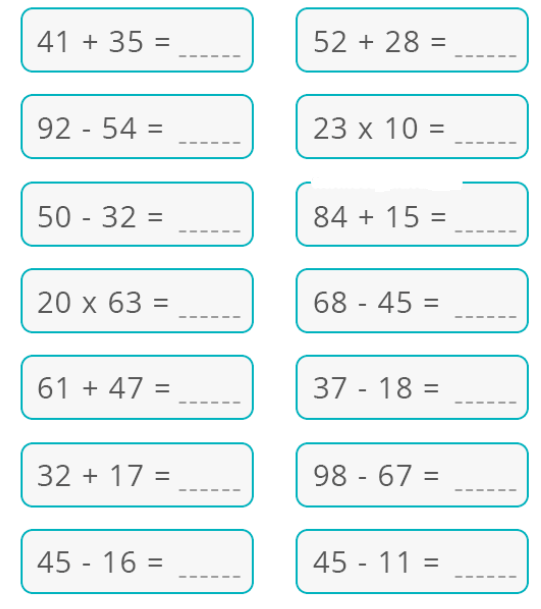 41 + 35 = ______
52 + 28 = ______
92 - 54 = ______
23 x 10 = ______
50 - 32 = ______
84 + 15 = ______
20 x 63 = ______
68 - 45 = ______
61 + 47 = ______
37 - 18 = ______
32 + 17 = ______
98 - 67 = ______
45 - 16 = ______
45 - 11 = ______